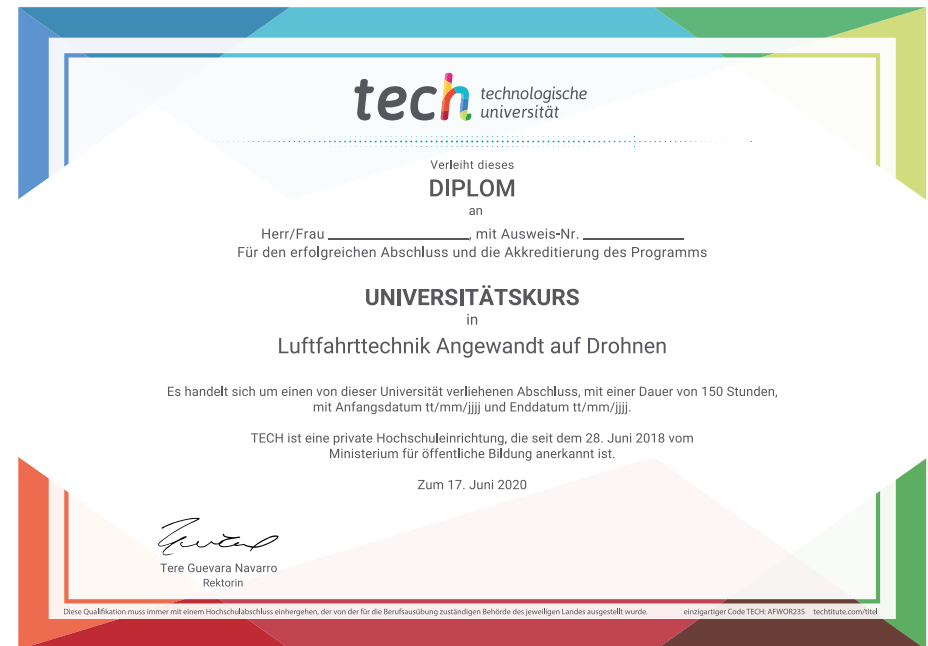 tech technologische
universität
Verleiht dieses
DIPLOM
an
Herr/Frau ____________, mit Ausweis-Nr. ____________
Für den erfolgreichen Abschluss und die Akkreditierung des Programms
UNIVERSITÄTSKURS
in
Luftfahrttechnik Angewandt auf Drohnen
Es handelt sich um einen von dieser Universität verliehenen Abschluss, mit einer Dauer von 150 Stunden,
mit Anfangsdatum tt/mm/jjjj und Enddatum tt/mm/jjjj.
TECH ist eine private Hochschuleinrichtung, die seit dem 28. Juni 2018 vom
Ministerium für öffentliche Bildung anerkannt ist.
Zum 17. Juni 2020
Tere Guevara Navarro
Rektorin
Diese Qualifikation muss immer mit einem Hochschulabschluss einhergehen, der von der für die Berufsausübung zuständigen Behörde des jeweiligen Landes ausgestellt wurde. einzigartiger Code TECH: AFWOR23S techtitute.com/titel